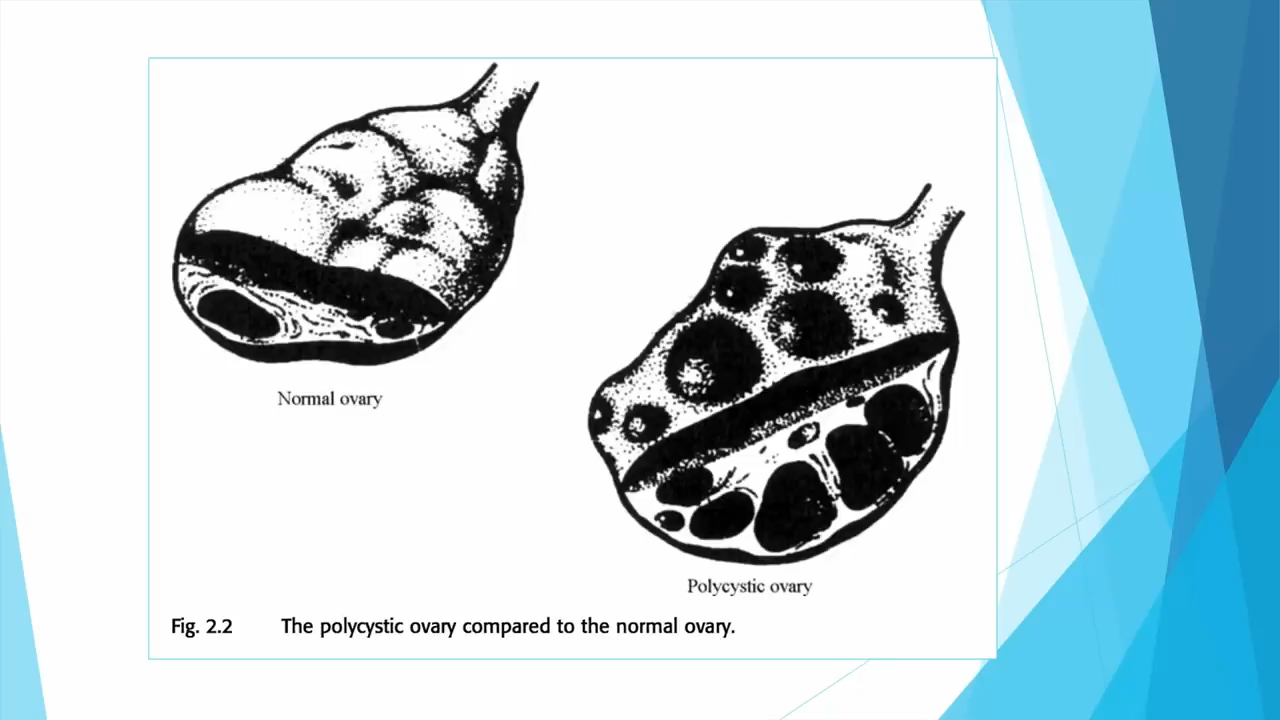 Normal ovary
Polycystic ovary
Fig. 2.2 The polycystic ovary compared to the normal ovary.